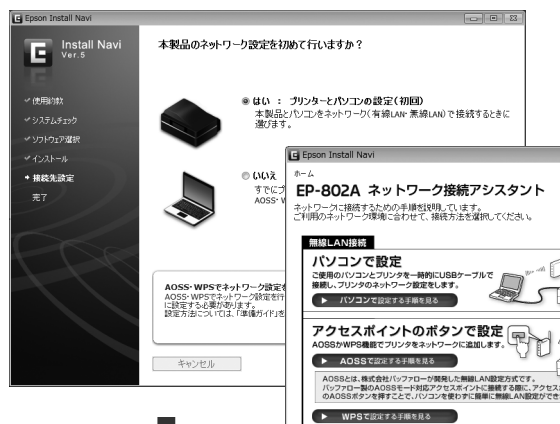 Epson Install Navi
Install Navi
Ver.5
使用約款
システムチェック
ソフトウェア選択
インストール
接続先設定
完了
本製品のネットワーク設定を初めて行いますか?
はい : プリンターとパソコンの設定(初回)
本製品とパソコンをネットワーク(有線LAN・無線LAN)で接続するときに
選びます。
いいえ
すでにプ
AOSS・W
AOSS・WPSでネットワーク設定を
AOSS・WPSでネットワーク設定を行
に設定する必要があります。
設定方法については、「準備ガイド」を
キャンセル
Epson Install Navi
ホーム
EP-802A ネットワーク接続アシスタント
ネットワークに接続するための手順を説明しています。
ご利用のネットワーク環境に合わせて、接続方法を選択してください。
無線LAN接続
パソコンで設定
ご使用のパソコンとプリンタを一時的にUSBケーブルで
接続し、プリンタのネットワーク設定をします。
パソコンで設定する手順を見る
アクセスポイントのボタンで設定
AOSSかWPS機能でプリンタをネットワークに追加します。
AOSSで設定する手順を見る
AOSSとは、株式会社バッファローが開発した無線LAN設定方式です。
バッファロー製のAOSSモード対応アクセスポイントに接続する際に、アクセス
のAOSSボタンを押すことで、パソコンを使わずに簡単に無線LAN設定ができ
WPSで設定する手順を見る